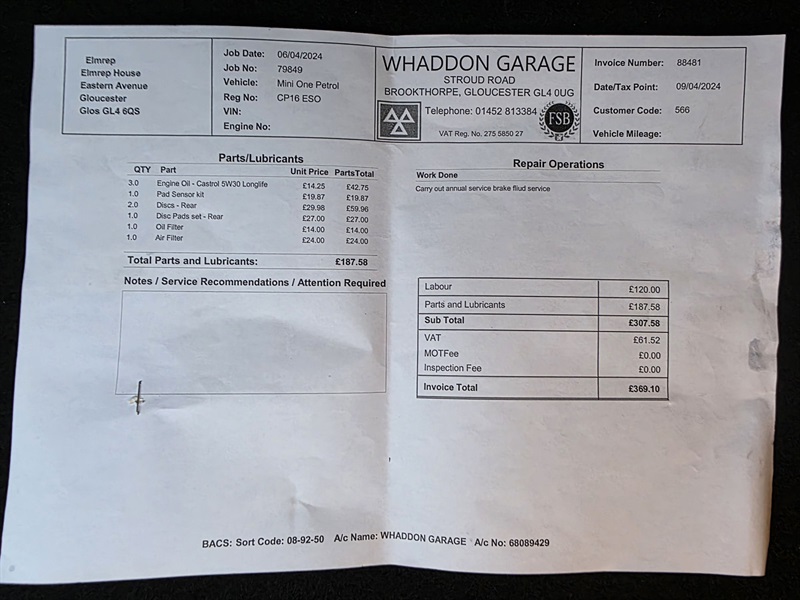 Elmrep
Elmrep House
Eastern Avenue
Gloucester
Glos GL4 6QS
Job Date: 06/04/2024
Job No: 79849
Vehicle: Mini One Petrol
Reg No: CP16 ESO
VIN:
Engine No:
WHADDON GARAGE
STROUD ROAD
BROOKTHORPE, GLOUCESTER GL4 0UG
Telephone: 01452 813384
FSB
VAT Reg. No. 275 5850 27
Invoice Number: 88481
Date/Tax Point: 09/04/2024
Customer Code: 566
Vehicle Mileage:
Parts/Lubricants
QTY Part Unit Price PartsTotal
3.0 Engine Oil - Castrol 5W30 Longlife £14.25 £42.75
1.0 Pad Sensor kit £19.87 £19.87
2.0 Discs - Rear £29.98 £59.96
1.0 Disc Pads set - Rear £27.00 £27.00
1.0 Oil Filter £14.00 £14.00
1.0 Air Filter £24.00 £24.00
Total Parts and Lubricants: £187.58
Repair Operations
Work Done
Carry out annual service brake fliud service
Notes / Service Recommendations / Attention Required
Labour £120.00
Parts and Lubricants £187.58
Sub Total £307.58
VAT £61.52
MOTFee £0.00
Inspection Fee £0.00
Invoice Total £369.10
BACS: Sort Code: 08-92-50 A/c Name: WHADDON GARAGE A/c No: 68089429